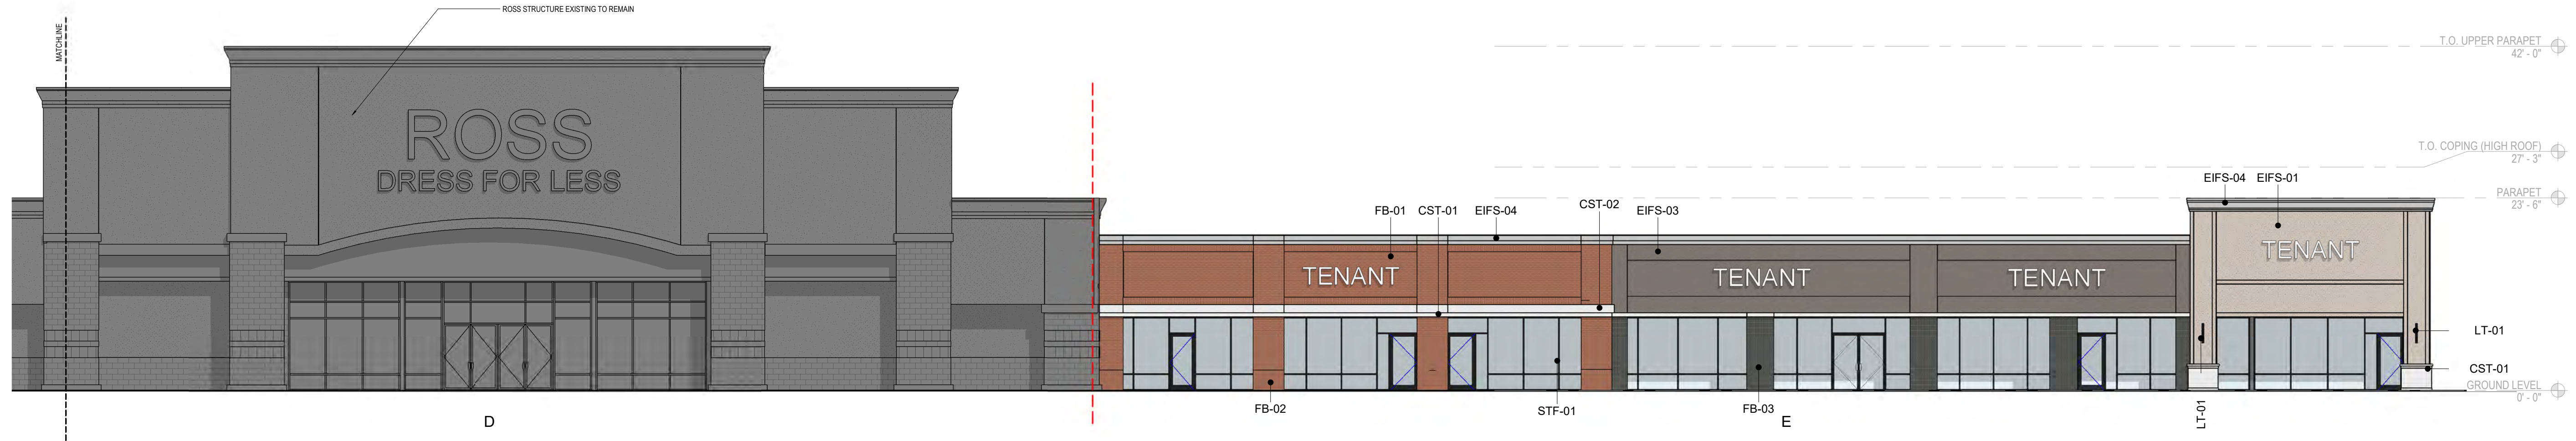 ROSS STRUCTURE EXISTING TO REMAIN
MATCHLINE
T.O. UPPER PARAPET
42' - 0"
ROSS
DRESS FOR LESS
T.O. COPING (HIGH ROOF)
27' - 3"
EIFS-04 EIFS-01
PARAPET
23' - 6"
FB-01 CST-01 EIFS-04 CST-02 EIFS-03
TENANT
TENANT
TENANT
TENANT
LT-01
CST-01
GROUND LEVEL
0' - 0"
FB-02 STF-01 FB-03 LT-01
D E